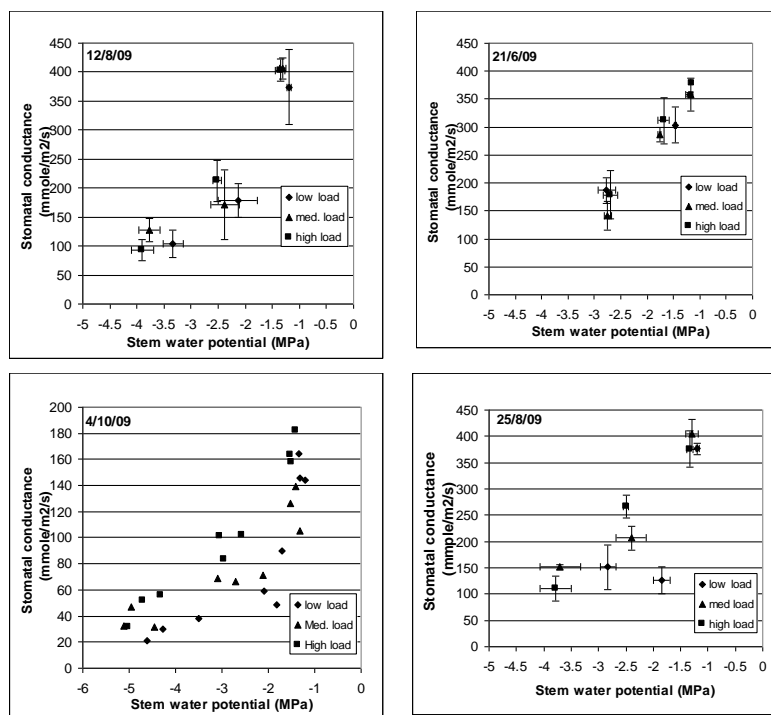 12/8/09
Stomatal conductance
(mmole/m2/s)
450
400
350
300
250
200
150
100
50
0
low load
med. load
high load
-5 -4.5 -4 -3.5 -3 -2.5 -2 -1.5 -1 -0.5 0
Stem water potential (MPa)
21/6/09
Stomatal conductance
(mmole/m2/s)
450
400
350
300
250
200
150
100
50
0
low load
med. load
high load
-5 -4.5 -4 -3.5 -3 -2.5 -2 -1.5 -1 -0.5 0
Stem water potential (MPa)
4/10/09
Stomatal conductance
(mmole/m2/s)
200
180
160
140
120
100
80
60
40
20
0
low load
Med. load
High load
-6 -5 -4 -3 -2 -1 0
Stem water potential (MPa)
25/8/09
Stomatal conductance
(mmple/m2/s)
450
400
350
300
250
200
150
100
50
0
low load
med load
high load
-5 -4.5 -4 -3.5 -3 -2.5 -2 -1.5 -1 -0.5 0
Stem water potential (MPa)